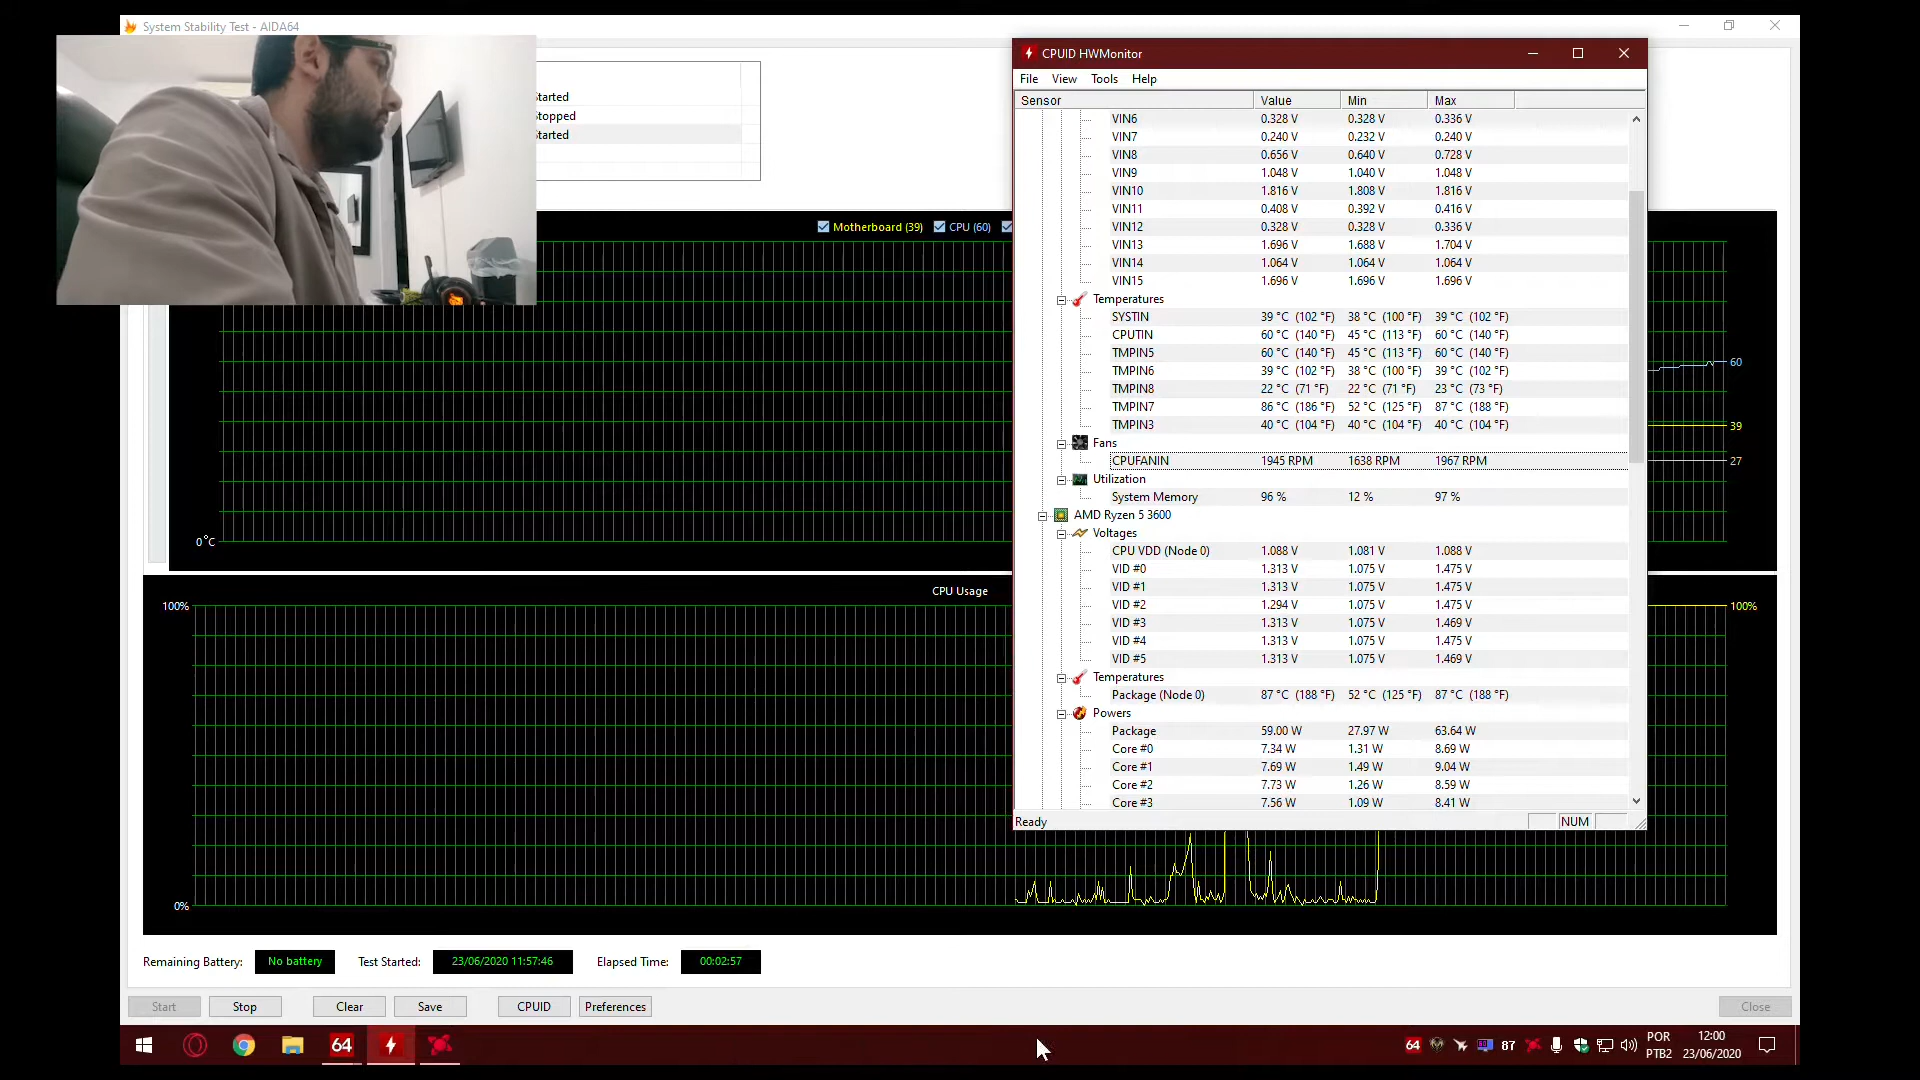 System Stability Test - AIDA64
Started
Stopped
Started
Motherboard (39) CPU (60)
0°C
60
39
27
CPU Usage
100%
100%
0%
Remaining Battery: No battery Test Started: 23/06/2020 11:57:46 Elapsed Time: 00:02:57
Start Stop Clear Save CPUID Preferences Close
CPUID HWMonitor
File View Tools Help
Sensor Value Min Max
VIN6 0.328 V 0.328 V 0.336 V
VIN7 0.240 V 0.232 V 0.240 V
VIN8 0.656 V 0.640 V 0.728 V
VIN9 1.048 V 1.040 V 1.048 V
VIN10 1.816 V 1.808 V 1.816 V
VIN11 0.408 V 0.392 V 0.416 V
VIN12 0.328 V 0.328 V 0.336 V
VIN13 1.696 V 1.688 V 1.704 V
VIN14 1.064 V 1.064 V 1.064 V
VIN15 1.696 V 1.696 V 1.696 V
Temperatures
SYSTIN 39 °C (102 °F) 38 °C (100 °F) 39 °C (102 °F)
CPUTIN 60 °C (140 °F) 45 °C (113 °F) 60 °C (140 °F)
TMPIN5 60 °C (140 °F) 45 °C (113 °F) 60 °C (140 °F)
TMPIN6 39 °C (102 °F) 38 °C (100 °F) 39 °C (102 °F)
TMPIN8 22 °C (71 °F) 22 °C (71 °F) 23 °C (73 °F)
TMPIN7 86 °C (186 °F) 52 °C (125 °F) 87 °C (188 °F)
TMPIN3 40 °C (104 °F) 40 °C (104 °F) 40 °C (104 °F)
Fans
CPUFANIN 1945 RPM 1638 RPM 1967 RPM
Utilization
System Memory 96 % 12 % 97 %
AMD Ryzen 5 3600
Voltages
CPU VDD (Node 0) 1.088 V 1.081 V 1.088 V
VID #0 1.313 V 1.075 V 1.475 V
VID #1 1.313 V 1.075 V 1.475 V
VID #2 1.294 V 1.075 V 1.475 V
VID #3 1.313 V 1.075 V 1.469 V
VID #4 1.313 V 1.075 V 1.475 V
VID #5 1.313 V 1.075 V 1.469 V
Temperatures
Package (Node 0) 87 °C (188 °F) 52 °C (125 °F) 87 °C (188 °F)
Powers
Package 59.00 W 27.97 W 63.64 W
Core #0 7.34 W 1.31 W 8.69 W
Core #1 7.69 W 1.49 W 9.04 W
Core #2 7.73 W 1.26 W 8.59 W
Core #3 7.56 W 1.09 W 8.41 W
Ready NUM
64 64 87 POR 12:00
PTB2 23/06/2020